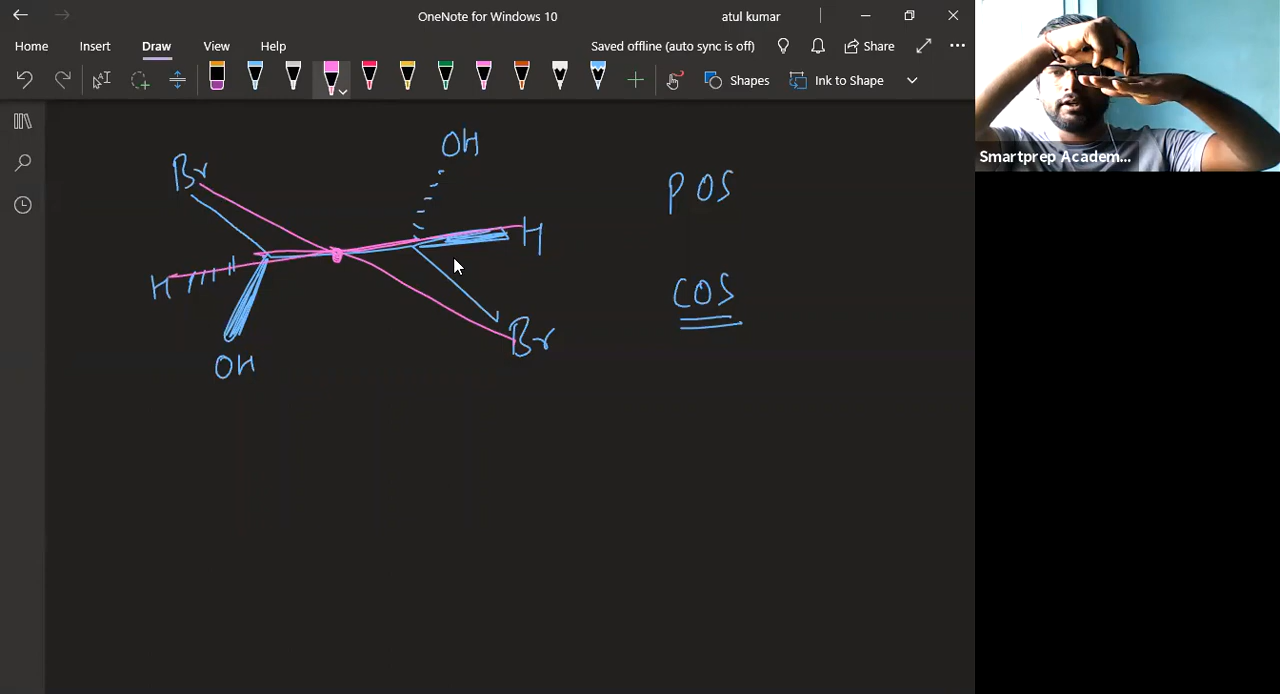 OneNote for Windows 10
atul kumar
Home Insert Draw View Help
Saved offline (auto sync is off)
Share
Shapes
Ink to Shape
Smartprep Academ...
OH
Br
POS
H
H
COS
Br
OH